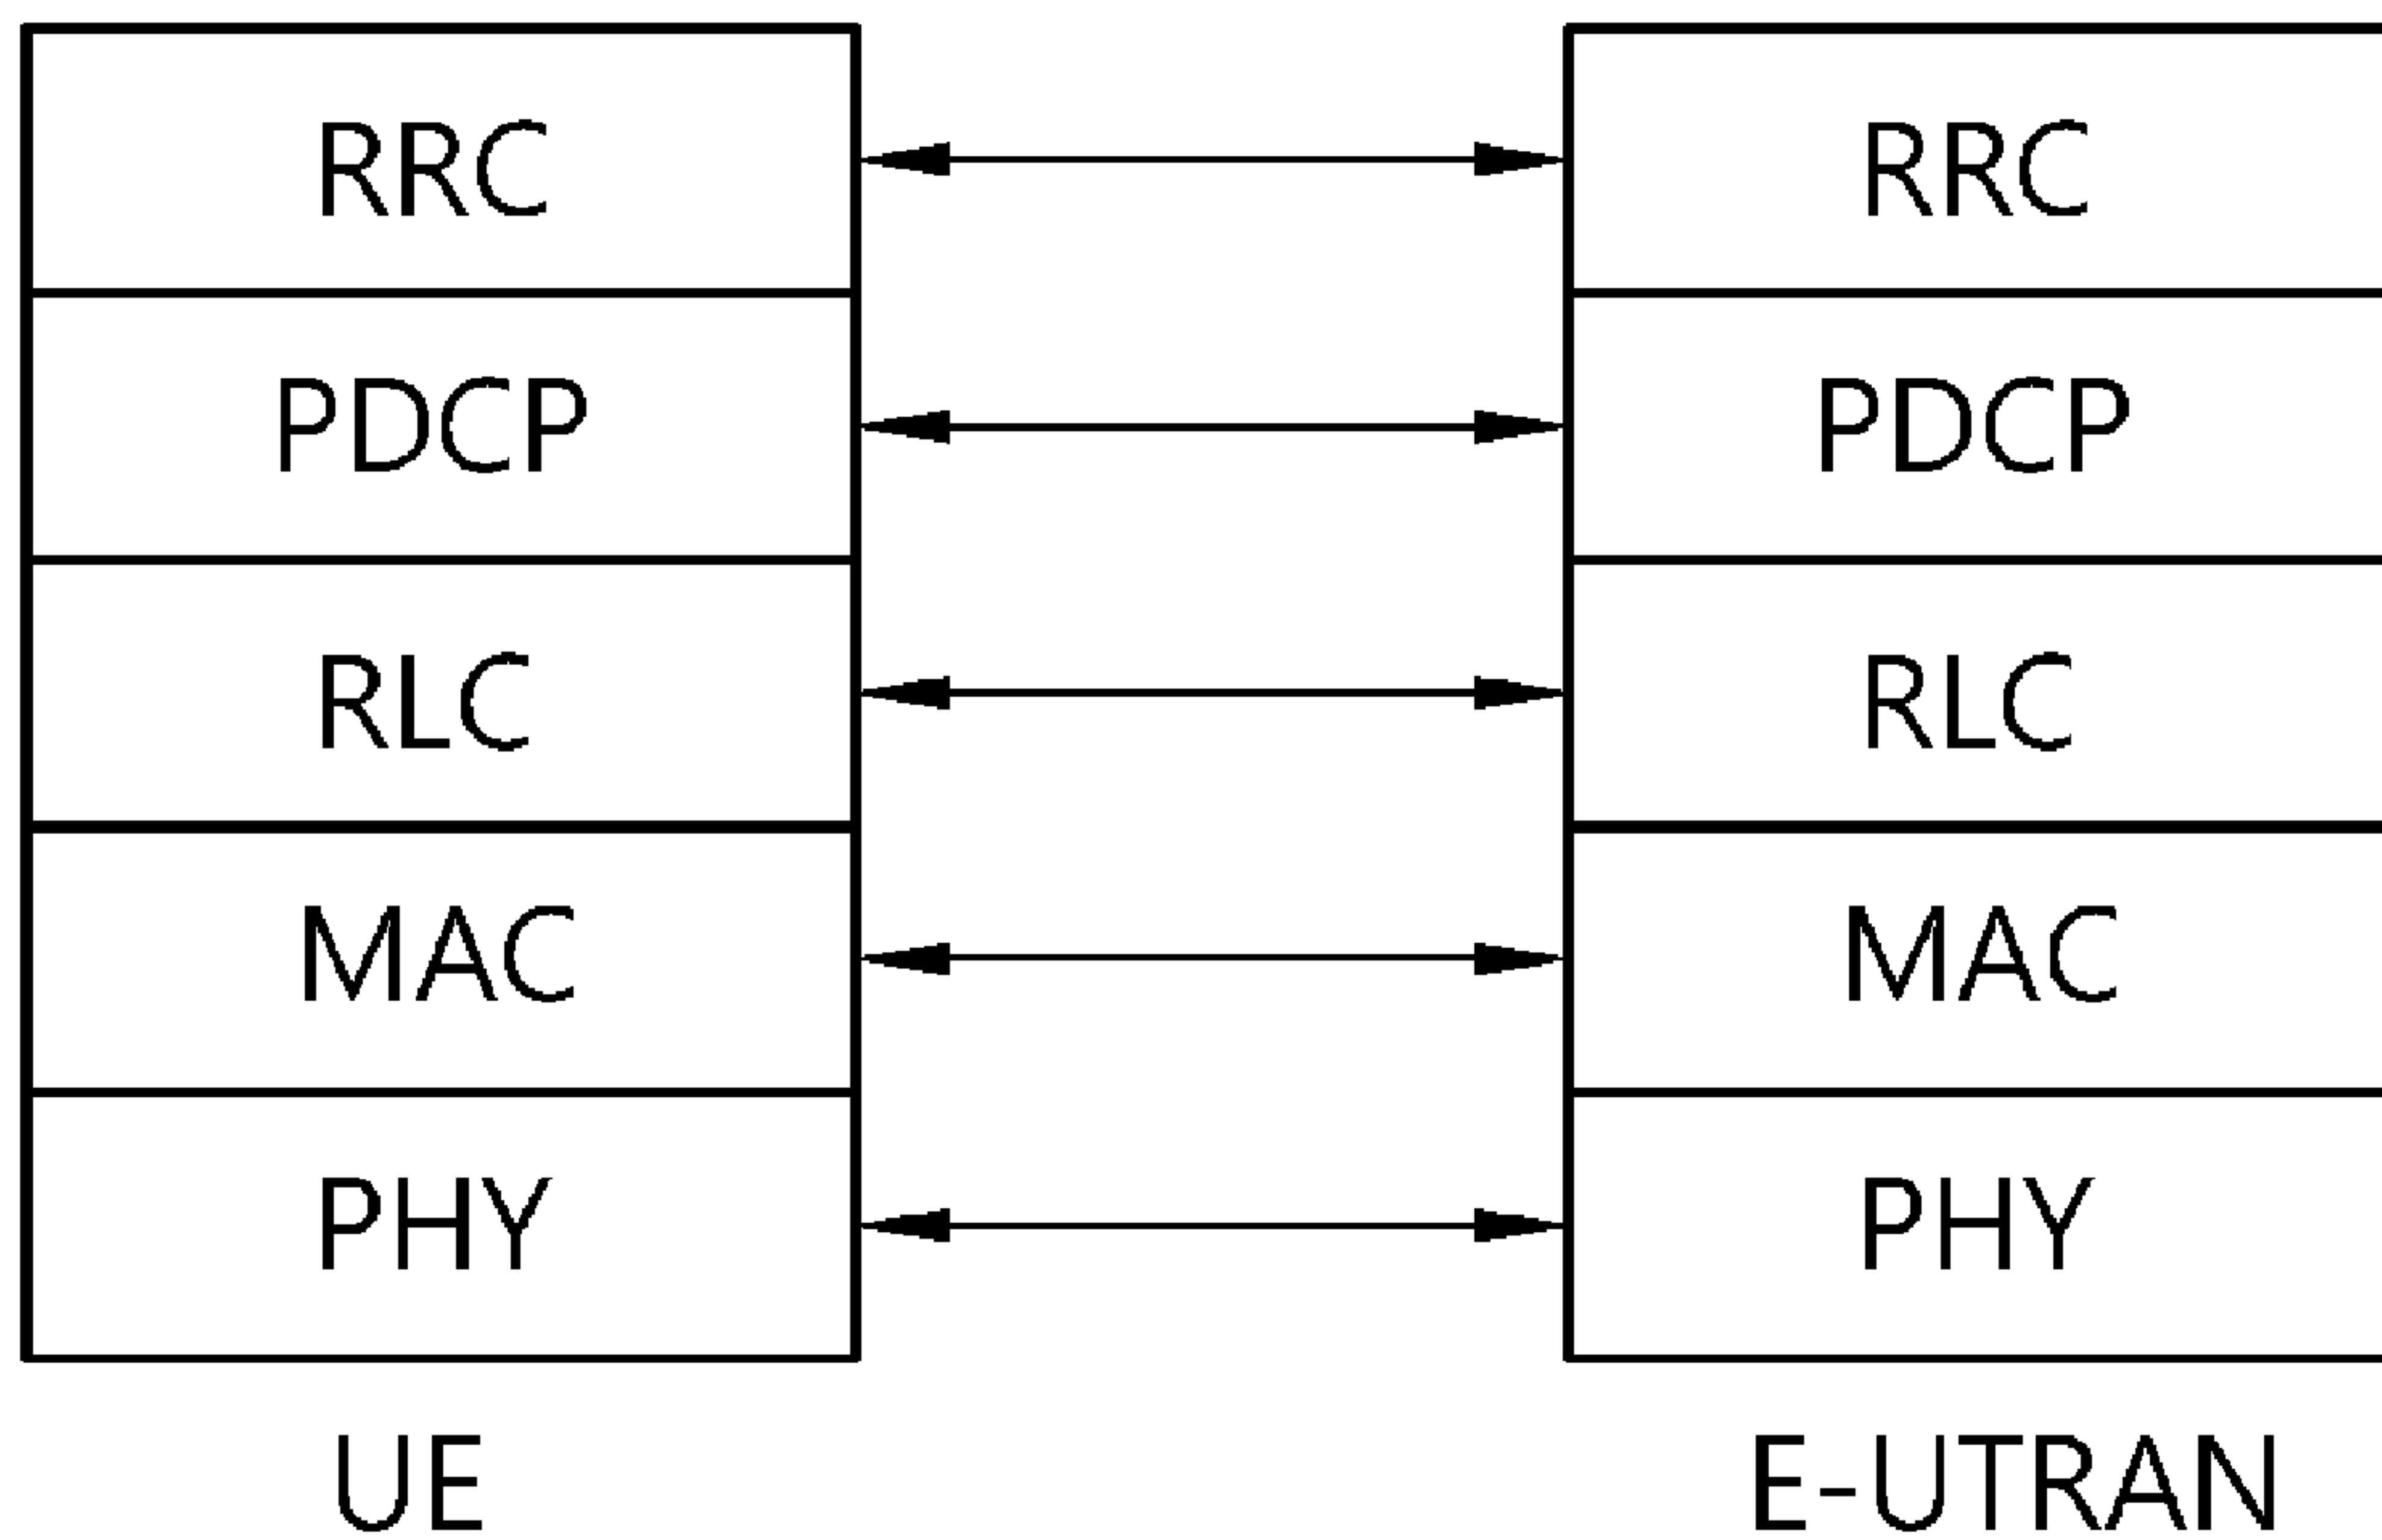 RRC RRC
PDCP PDCP
RLC RLC
MAC MAC
PHY PHY
UE E-UTRAN